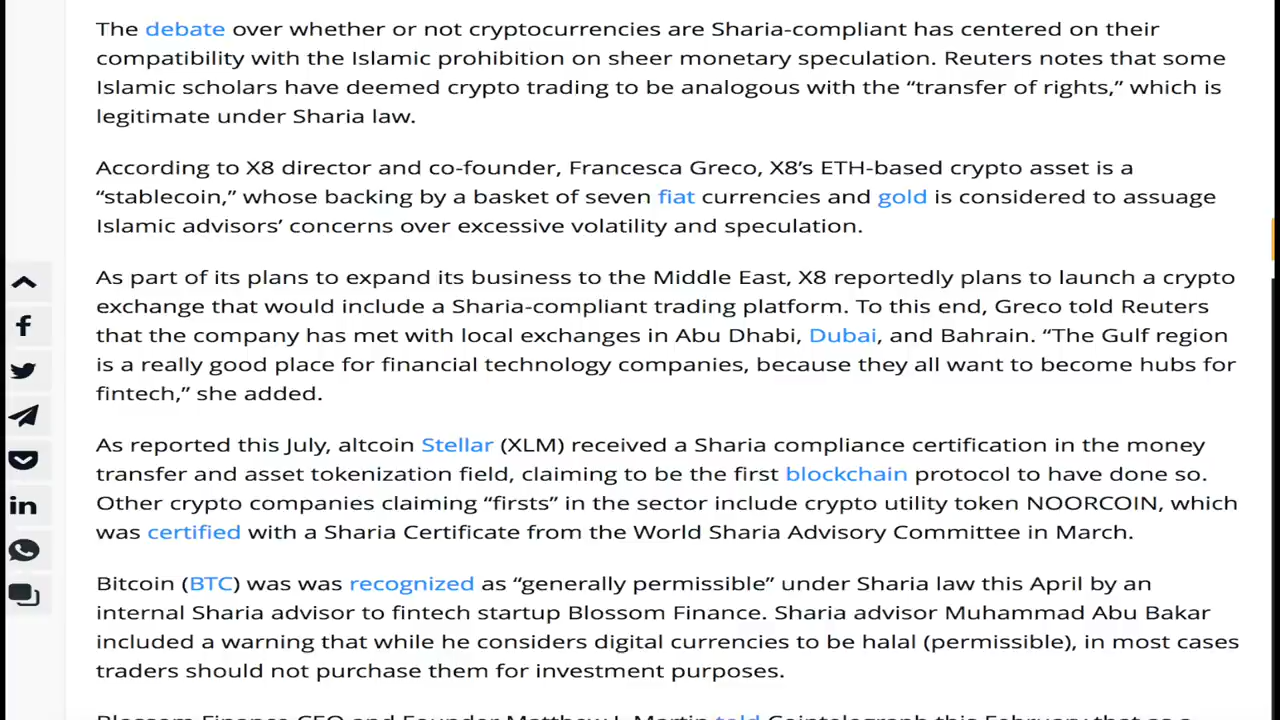 The debate over whether or not cryptocurrencies are Sharia-compliant has centered on their
compatibility with the Islamic prohibition on sheer monetary speculation. Reuters notes that some
Islamic scholars have deemed crypto trading to be analogous with the “transfer of rights,” which is
legitimate under Sharia law.
According to X8 director and co-founder, Francesca Greco, X8’s ETH-based crypto asset is a
“stablecoin,” whose backing by a basket of seven fiat currencies and gold is considered to assuage
Islamic advisors’ concerns over excessive volatility and speculation.
As part of its plans to expand its business to the Middle East, X8 reportedly plans to launch a crypto
exchange that would include a Sharia-compliant trading platform. To this end, Greco told Reuters
that the company has met with local exchanges in Abu Dhabi, Dubai, and Bahrain. “The Gulf region
is a really good place for financial technology companies, because they all want to become hubs for
fintech,” she added.
As reported this July, altcoin Stellar (XLM) received a Sharia compliance certification in the money
transfer and asset tokenization field, claiming to be the first blockchain protocol to have done so.
Other crypto companies claiming “firsts” in the sector include crypto utility token NOORCOIN, which
was certified with a Sharia Certificate from the World Sharia Advisory Committee in March.
Bitcoin (BTC) was was recognized as “generally permissible” under Sharia law this April by an
internal Sharia advisor to fintech startup Blossom Finance. Sharia advisor Muhammad Abu Bakar
included a warning that while he considers digital currencies to be halal (permissible), in most cases
traders should not purchase them for investment purposes.
Blossom Finance CEO and Founder Matthew J. Martin told Cointelegraph this February that as a